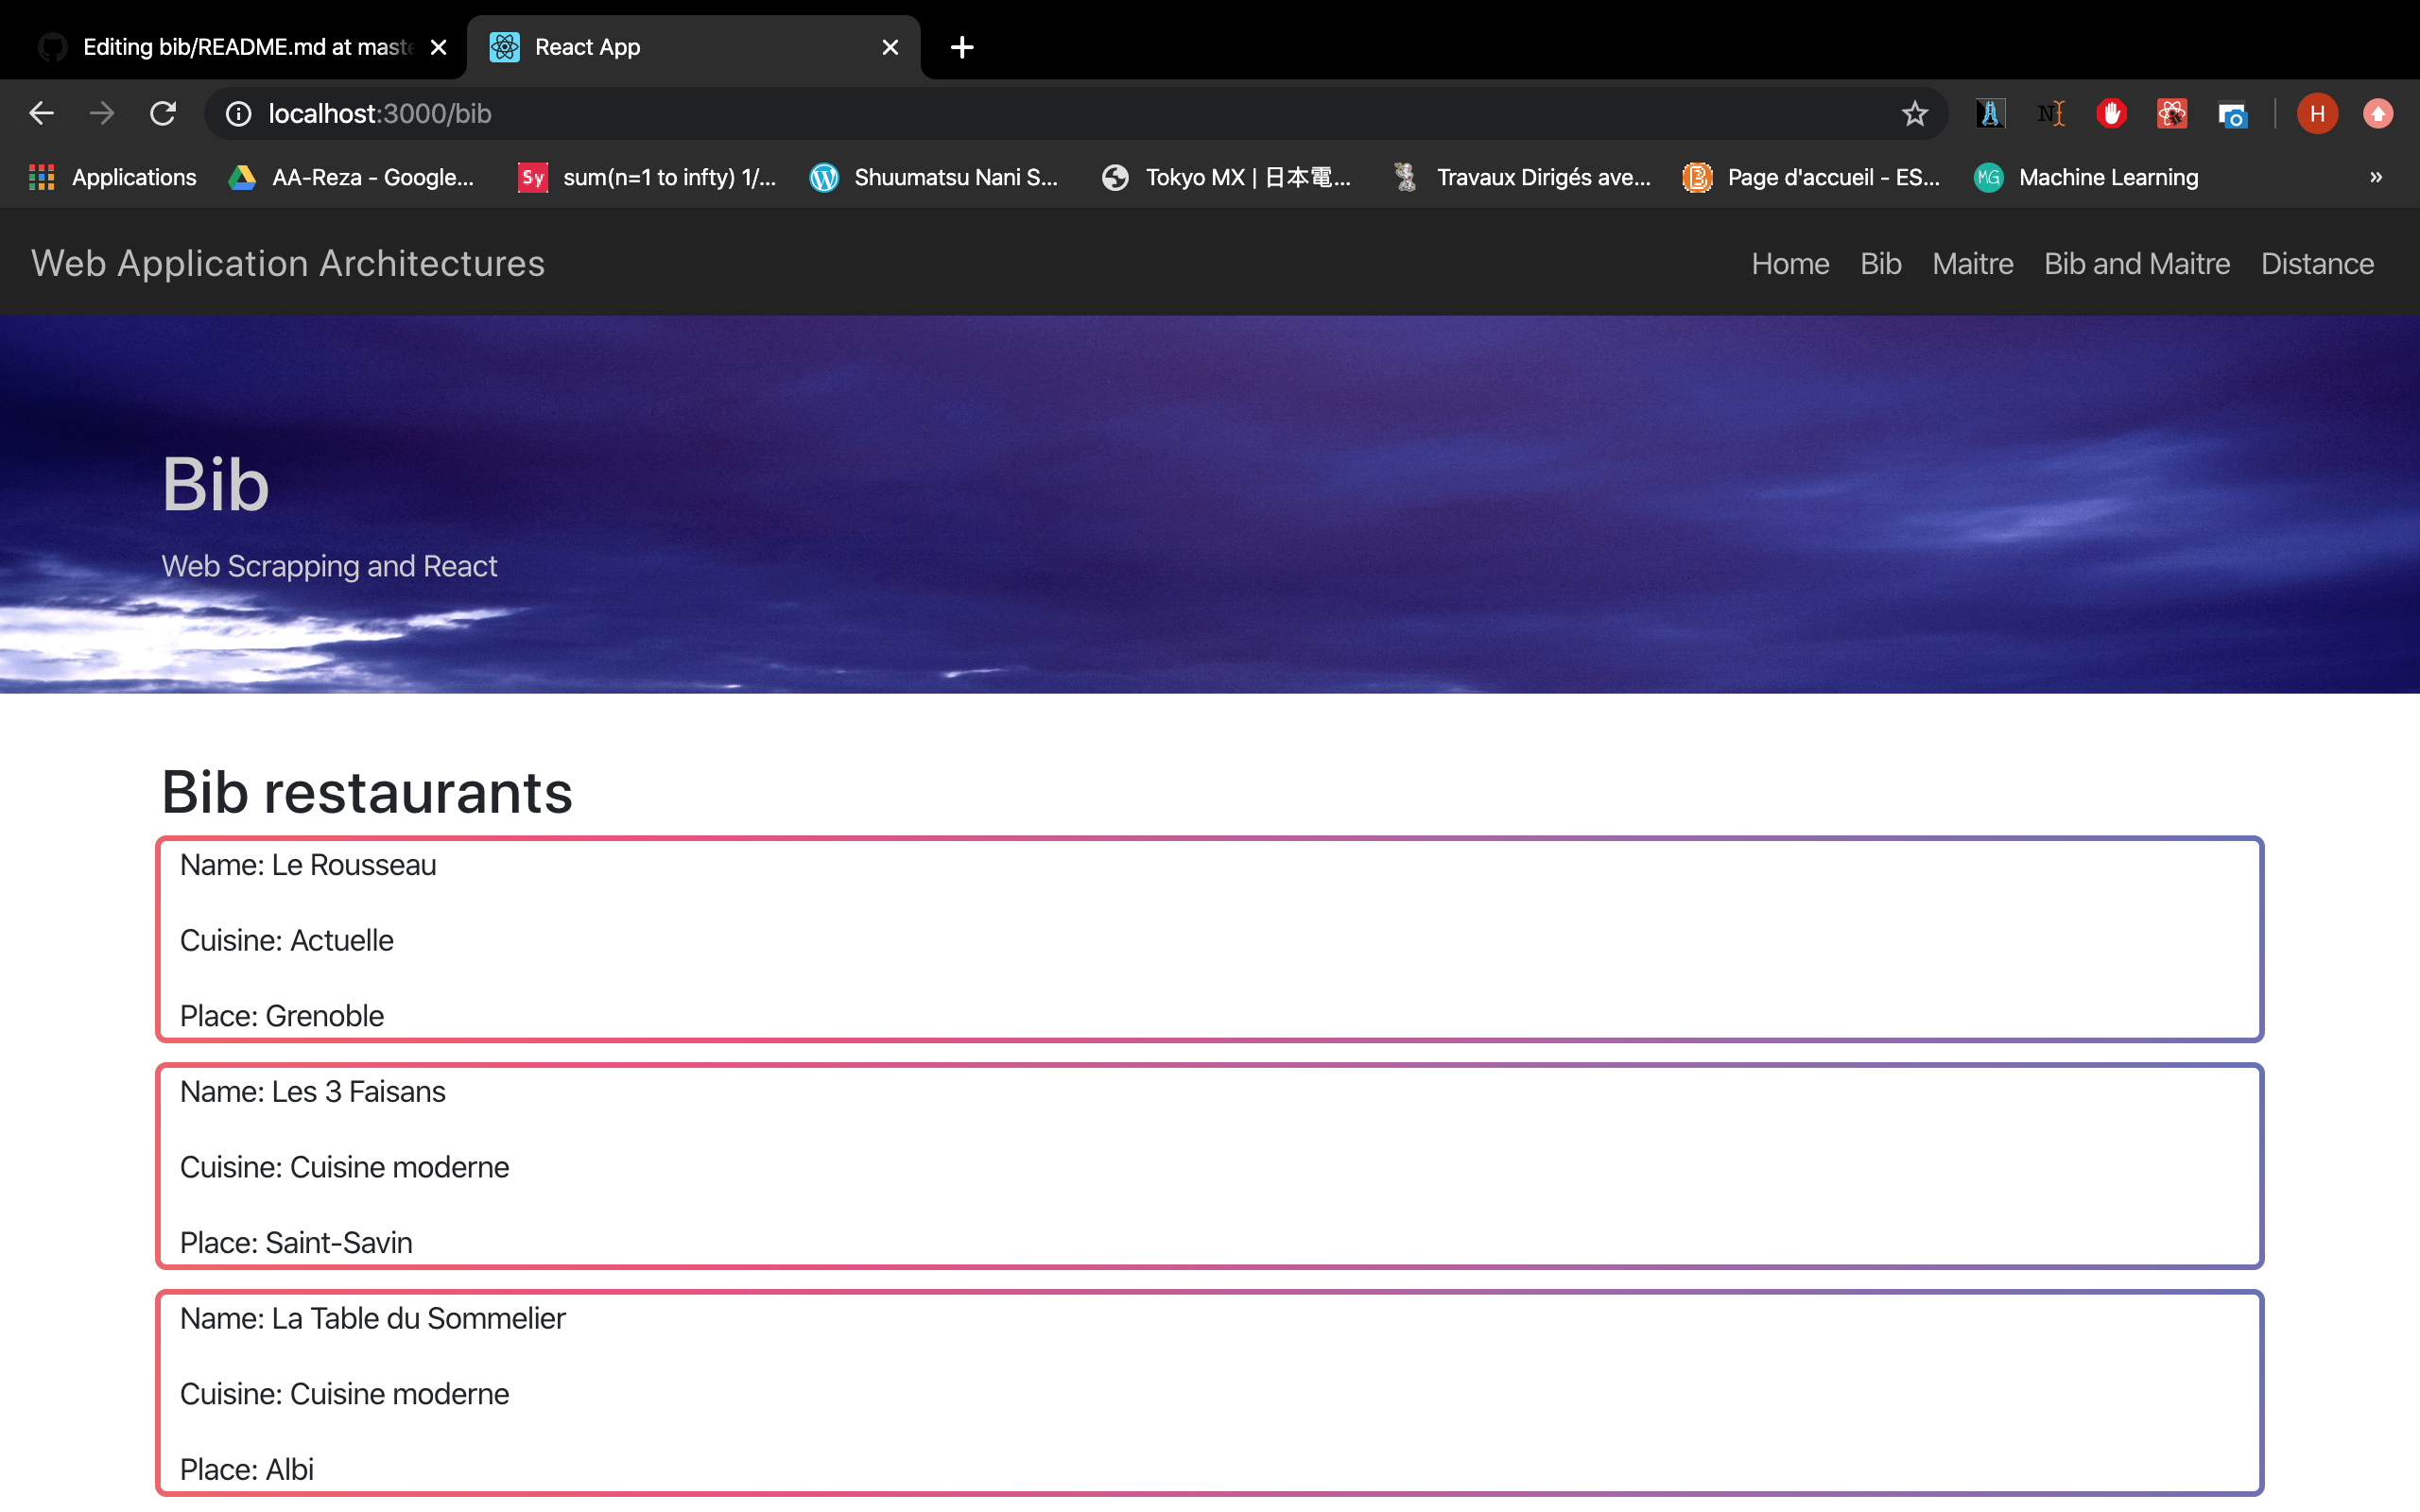 Editing bib/README.md at maste
React App
localhost:3000/bib
H
Applications
AA-Reza - Google...
Sy
sum(n=1 to infty) 1/...
Shuumatsu Nani S...
Tokyo MX | 日本電...
Travaux Dirigés ave...
Page d'accueil - ES...
MG
Machine Learning
»
Web Application Architectures
Home
Bib
Maitre
Bib and Maitre
Distance
Bib
Web Scrapping and React
Bib restaurants
Name: Le Rousseau
Cuisine: Actuelle
Place: Grenoble
Name: Les 3 Faisans
Cuisine: Cuisine moderne
Place: Saint-Savin
Name: La Table du Sommelier
Cuisine: Cuisine moderne
Place: Albi